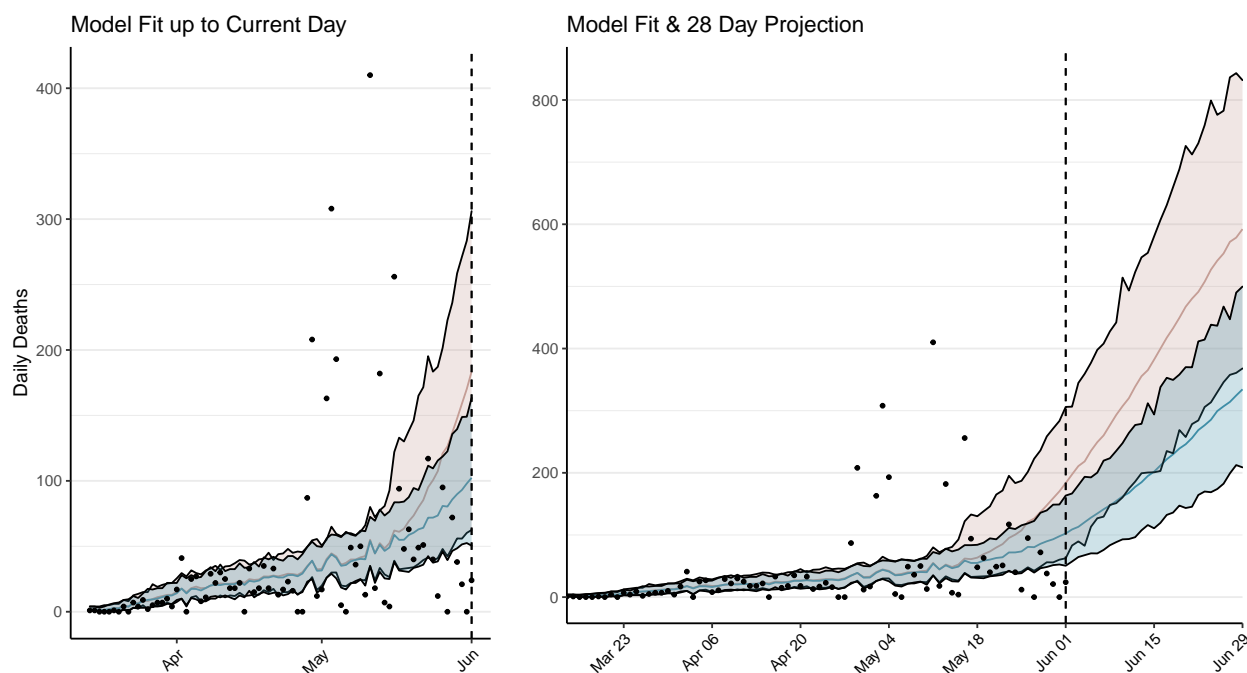 Model Fit up to Current Day
Daily Deaths
400
300
200
100
0
Apr
May
Jun
Model Fit & 28 Day Projection
800
600
400
200
0
Mar 23
Apr 06
Apr 20
May 04
May 18
Jun 01
Jun 15
Jun 29